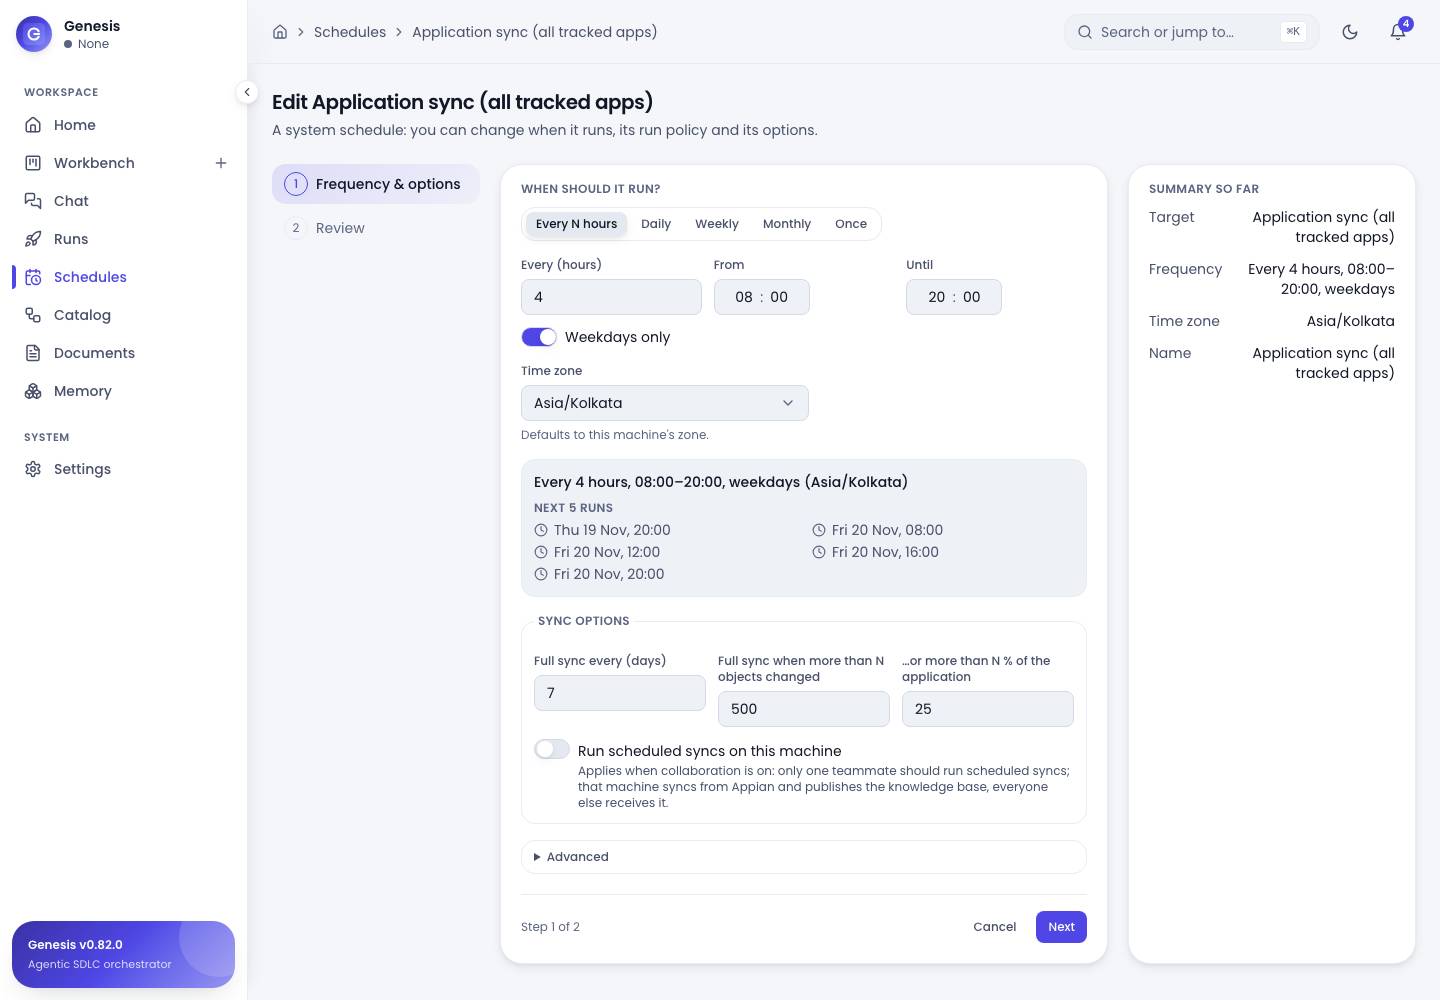 Genesis
None
WORKSPACE
Home
Workbench
Chat
Runs
Schedules
Catalog
Documents
Memory
SYSTEM
Settings
Genesis v0.82.0
Agentic SDLC orchestrator
Schedules
Application sync (all tracked apps)
Search or jump to…
⌘K
4
Edit Application sync (all tracked apps)
A system schedule: you can change when it runs, its run policy and its options.
1 Frequency & options
2 Review
WHEN SHOULD IT RUN?
Every N hours Daily Weekly Monthly Once
Every (hours) From Until
4 08 : 00 20 : 00
Weekdays only
Time zone
Asia/Kolkata
Defaults to this machine's zone.
Every 4 hours, 08:00–20:00, weekdays (Asia/Kolkata)
NEXT 5 RUNS
Thu 19 Nov, 20:00 Fri 20 Nov, 08:00
Fri 20 Nov, 12:00 Fri 20 Nov, 16:00
Fri 20 Nov, 20:00
SYNC OPTIONS
Full sync every (days)
7
Full sync when more than N
objects changed
500
…or more than N % of the
application
25
Run scheduled syncs on this machine
Applies when collaboration is on: only one teammate should run scheduled syncs;
that machine syncs from Appian and publishes the knowledge base, everyone
else receives it.
Advanced
Step 1 of 2 Cancel Next
SUMMARY SO FAR
Target Application sync (all
tracked apps)
Frequency Every 4 hours, 08:00–
20:00, weekdays
Time zone Asia/Kolkata
Name Application sync (all
tracked apps)